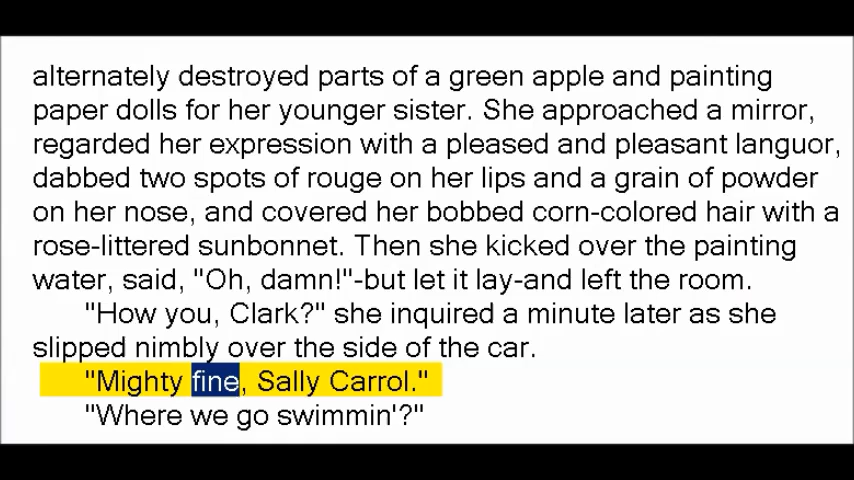 alternately destroyed parts of a green apple and painting
paper dolls for her younger sister. She approached a mirror,
regarded her expression with a pleased and pleasant languor,
dabbed two spots of rouge on her lips and a grain of powder
on her nose, and covered her bobbed corn-colored hair with a
rose-littered sunbonnet. Then she kicked over the painting
water, said, "Oh, damn!"-but let it lay-and left the room.
"How you, Clark?" she inquired a minute later as she
slipped nimbly over the side of the car.
"Mighty fine, Sally Carrol."
"Where we go swimmin'?"